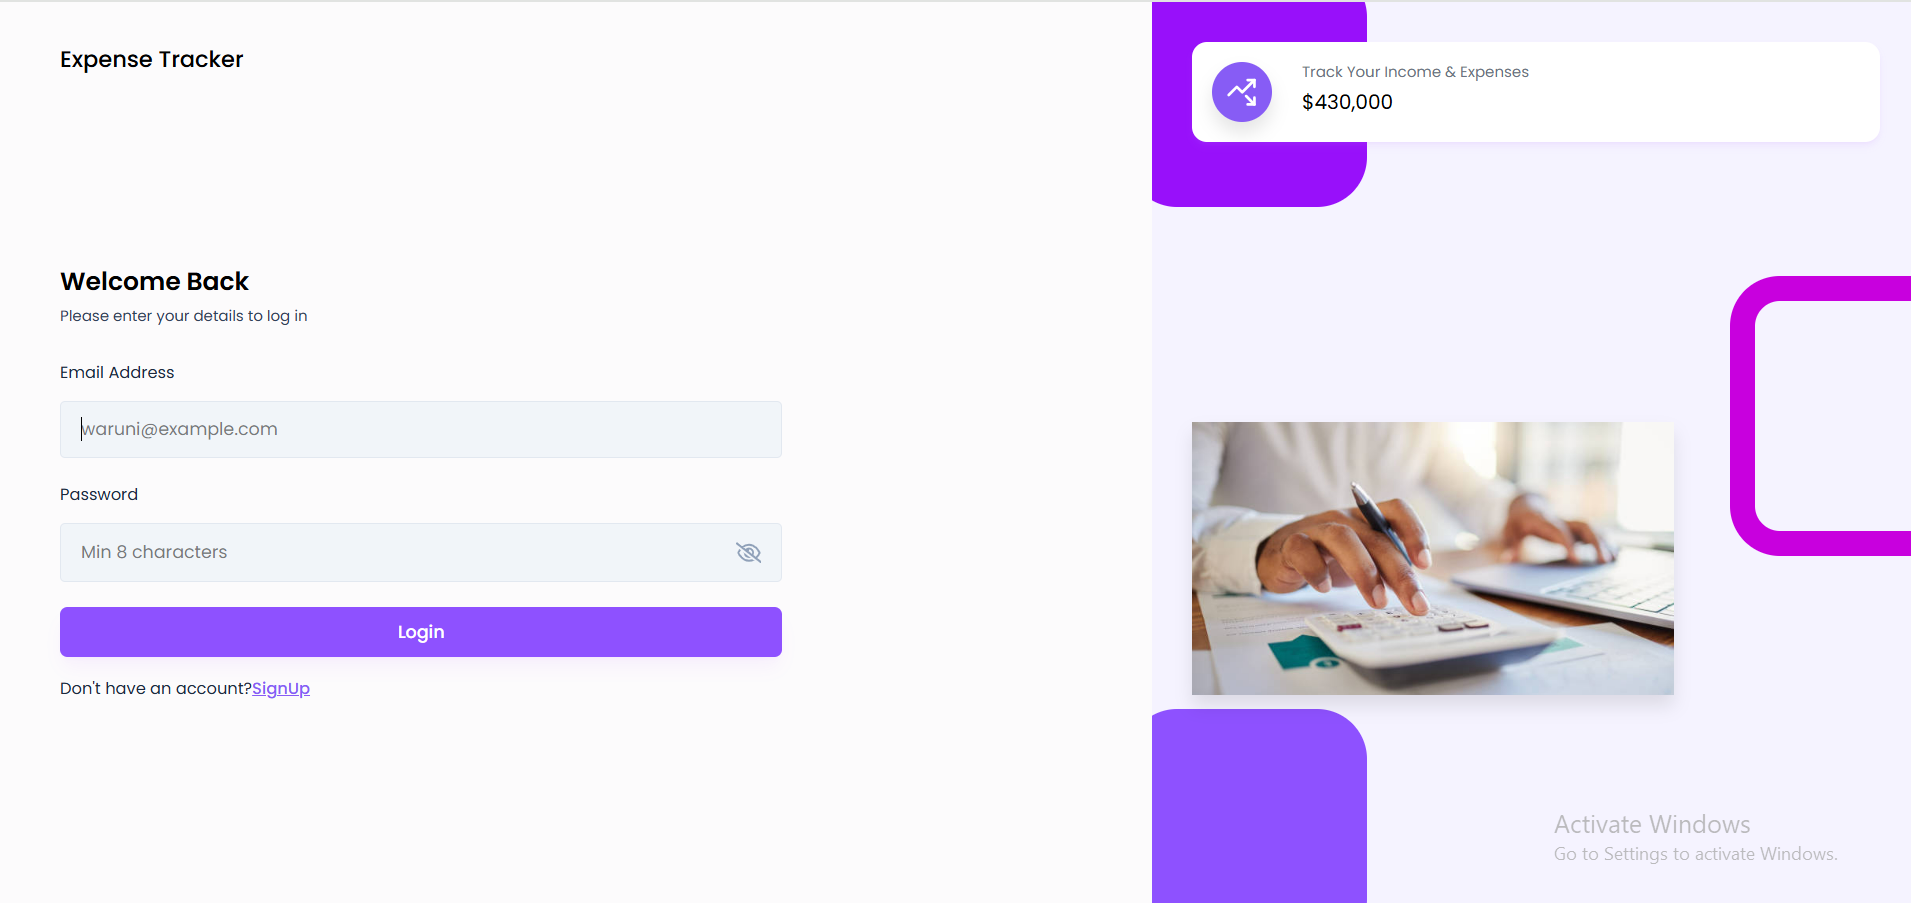 Expense Tracker
Welcome Back
Please enter your details to log in
Email Address
waruni@example.com
Password
Min 8 characters
Login
Don't have an account?SignUp
Track Your Income & Expenses
$430,000
Activate Windows
Go to Settings to activate Windows.